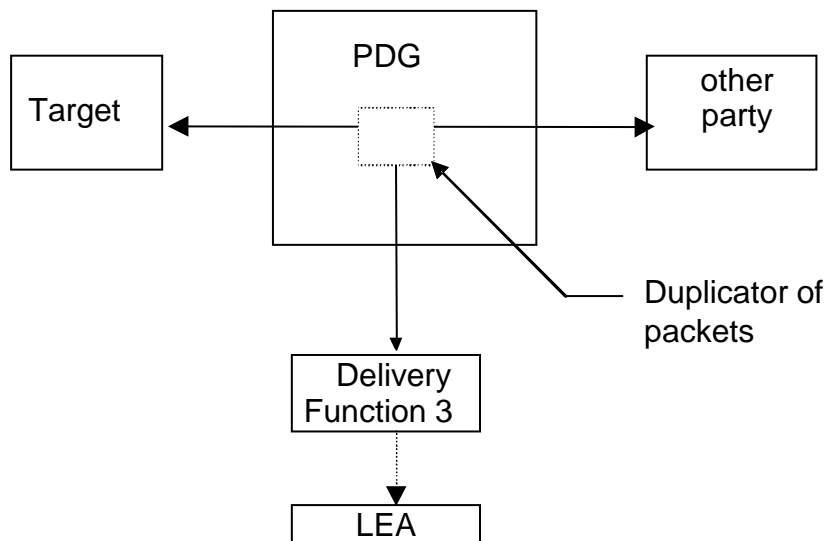 PDG
Target
other
party
Duplicator of
packets
Delivery
Function 3
LEA